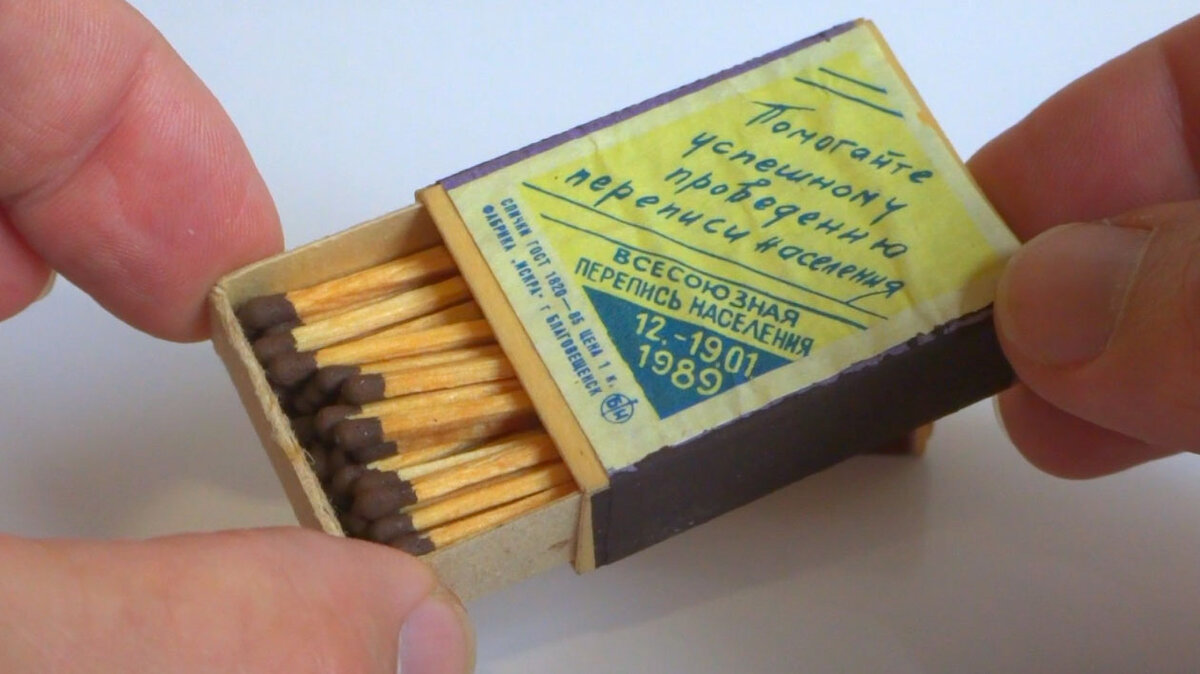 Помогайте
успешному
проведению
переписи населения
ВСЕСОЮЗНАЯ
ПЕРЕПИСЬ НАСЕЛЕНИЯ
12.-19.01
1989
СПИЧКИ ГОСТ 1820—85 ЦЕНА 1 к.
ФАБРИКА „ИСКРА“ г БЛАГОВЕЩЕНСК